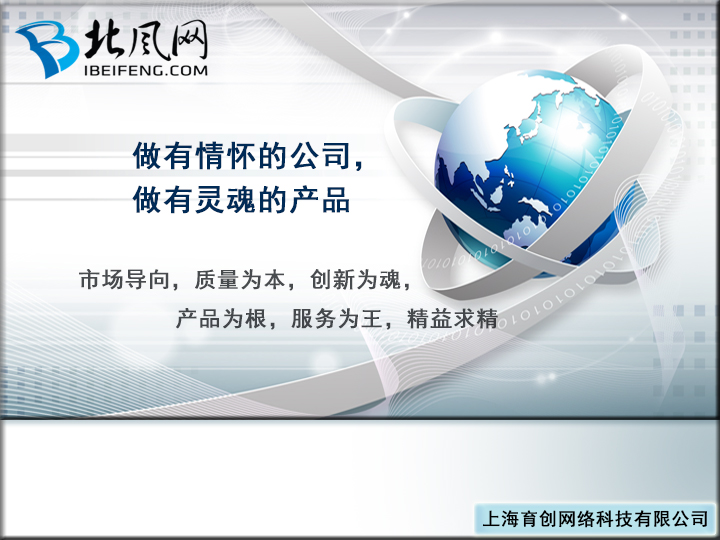 北风网
IBEIFENG.COM
做有情怀的公司，
做有灵魂的产品
市场导向，质量为本，创新为魂，
产品为根，服务为王，精益求精
上海育创网络科技有限公司